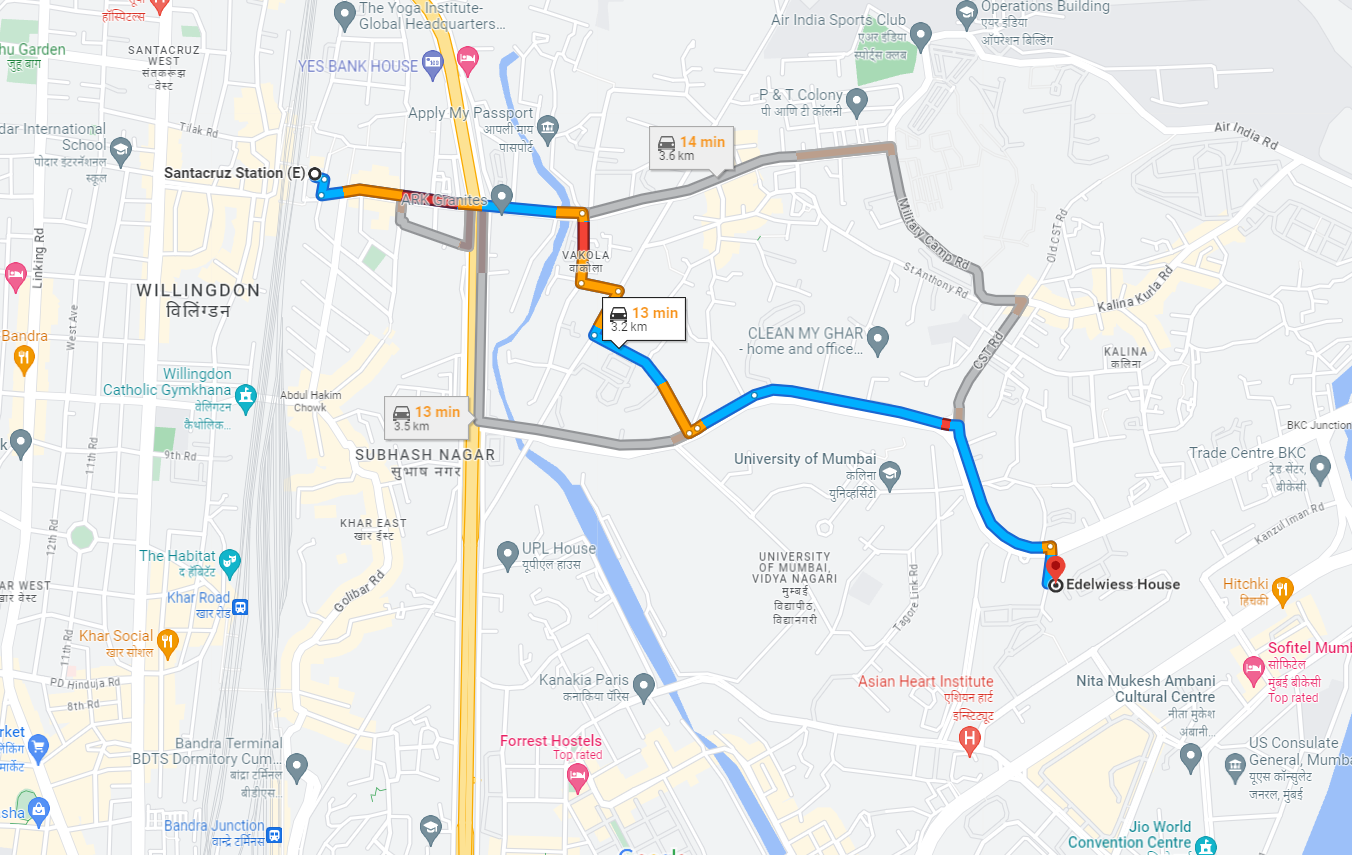 The Yoga Institute-
Global Headquarters...
हॉस्पिटल्स
hu Garden
जुहू बाग
SANTACRUZ
WEST
सांताक्रूझ
वेस्ट
YES BANK HOUSE
Air India Sports Club
एअर इंडिया
स्पोर्ट्स क्लब
Operations Building
एयर इंडिया
ऑपरेशन बिल्डिंग
P & T Colony
पी आणि टी कॉलनी
Apply My Passport
आपली माय
पासपोर्ट
Tilak Rd
dar International
School
पोदार इंटरनॅशनल
स्कूल
Air India Rd
14 min
3.6 km
Santacruz Station (E)
ARK Granites
Linking Rd
Military Camp Rd
Old CST Rd
St Anthony Rd
Kalina Kurla Rd
VAKOLA
वाकोला
WILLINGDON
विलिंग्डन
West Ave
Bandra
13 min
3.2 km
CLEAN MY GHAR
- home and office...
CST Rd
KALINA
कलिना
Willingdon
Catholic Gymkhana
वेलिंगटन
कैथोलिक...
Abdul Hakim
Chowk
13 min
3.5 km
BKC Junction
k
11th Rd
9th Rd
SUBHASH NAGAR
सुभाष नगर
University of Mumbai
कलिना
युनिव्हर्सिटी
Trade Centre BKC
ट्रेड सेंटर,
बीकेसी
Kanzul Iman Rd
12th Rd
KHAR EAST
खार ईस्ट
UPL House
यूपीएल हाउस
The Habitat
द हॅबिटॅट
UNIVERSITY
OF MUMBAI,
VIDYA NAGARI
मुम्बई
विद्यापीठ,
विद्यानगरी
Edelwiess House
AR WEST
खार वेस्ट
Khar Road
खार रोड
Golibar Rd
Tagore Link Rd
Hitchki
हिचकी
Khar Social
खार सोशल
11th Rd
PD Hinduja Rd
8th Rd
Kanakia Paris
कनाकिया पॅरिस
Asian Heart Institute
एशियन हार्ट
इन्स्टिट्यूट
Nita Mukesh Ambani
Cultural Centre
नीता मुकेश
अंबानी...
Sofitel Mum
सोफिटेल
मुंबई बीकेसी
Top rated
Forrest Hostels
Top rated
rket
लिंकिंग
मार्केट
Bandra Terminal
BDTS Dormitory Cum...
बांद्रा टर्मिनल
बीडीएस...
US Consulate
General, Mumba
यूएस कॉन्सुलेट
जनरल, मुंबई
sha
Bandra Junction
वान्द्रे टर्मिनस
Jio World
Convention Centre
Google